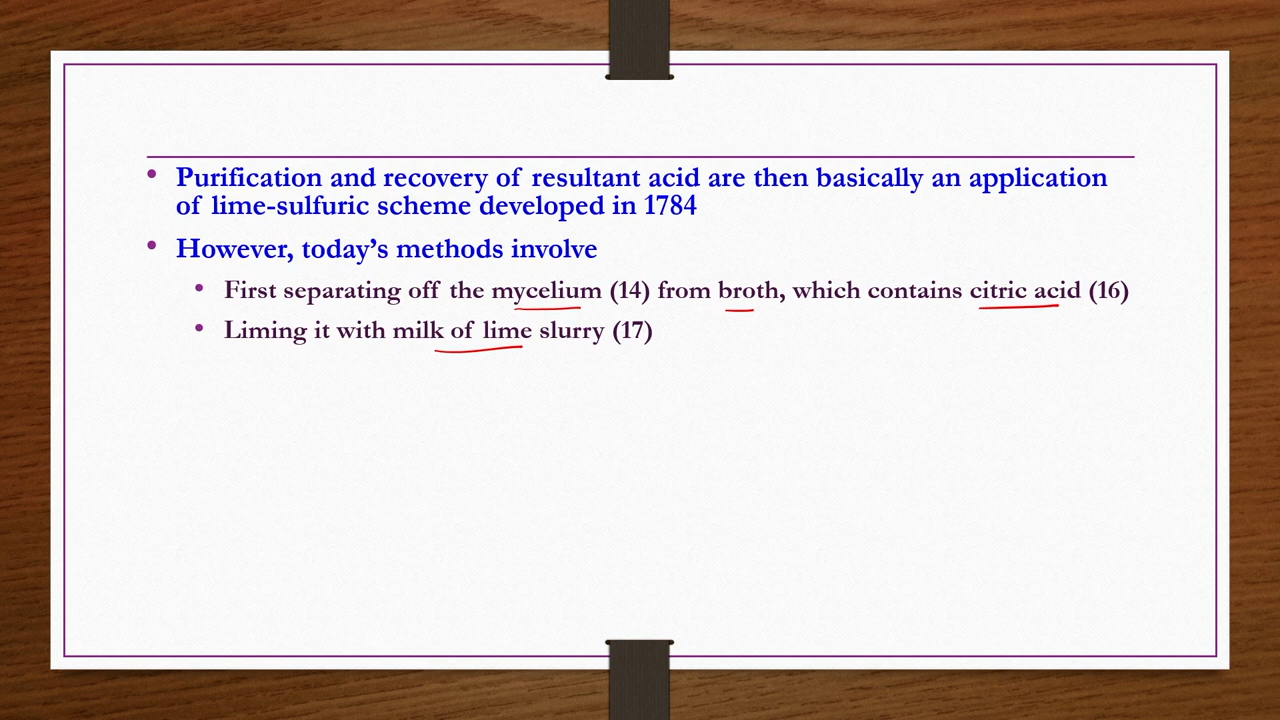 • Purification and recovery of resultant acid are then basically an application
of lime-sulfuric scheme developed in 1784
• However, today’s methods involve
• First separating off the mycelium (14) from broth, which contains citric acid (16)
• Liming it with milk of lime slurry (17)